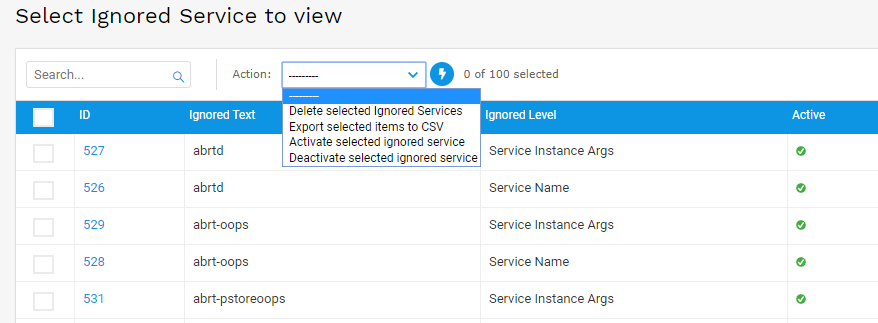 Select Ignored Service to view
Search... Action: --------- 0 of 100 selected
---------
Delete selected Ignored Services
Export selected items to CSV
Activate selected ignored service
Deactivate selected ignored service
ID Ignored Text Ignored Level Active
527 abrtd Service Instance Args
526 abrtd Service Name
529 abrt-oops Service Instance Args
528 abrt-oops Service Name
531 abrt-pstoreoops Service Instance Args